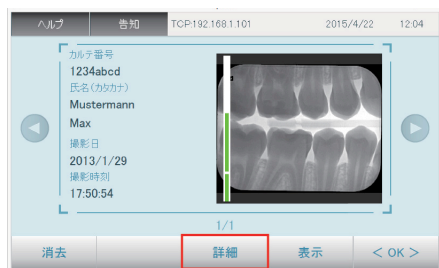 ヘルプ 告知 TCP:192.168.1.101 2015/4/22 12:04
カルテ番号
1234abcd
氏名(カタカナ)
Mustermann
Max
撮影日
2013/1/29
撮影時刻
17:50:54
1/1
消去 詳細 表示 < OK >